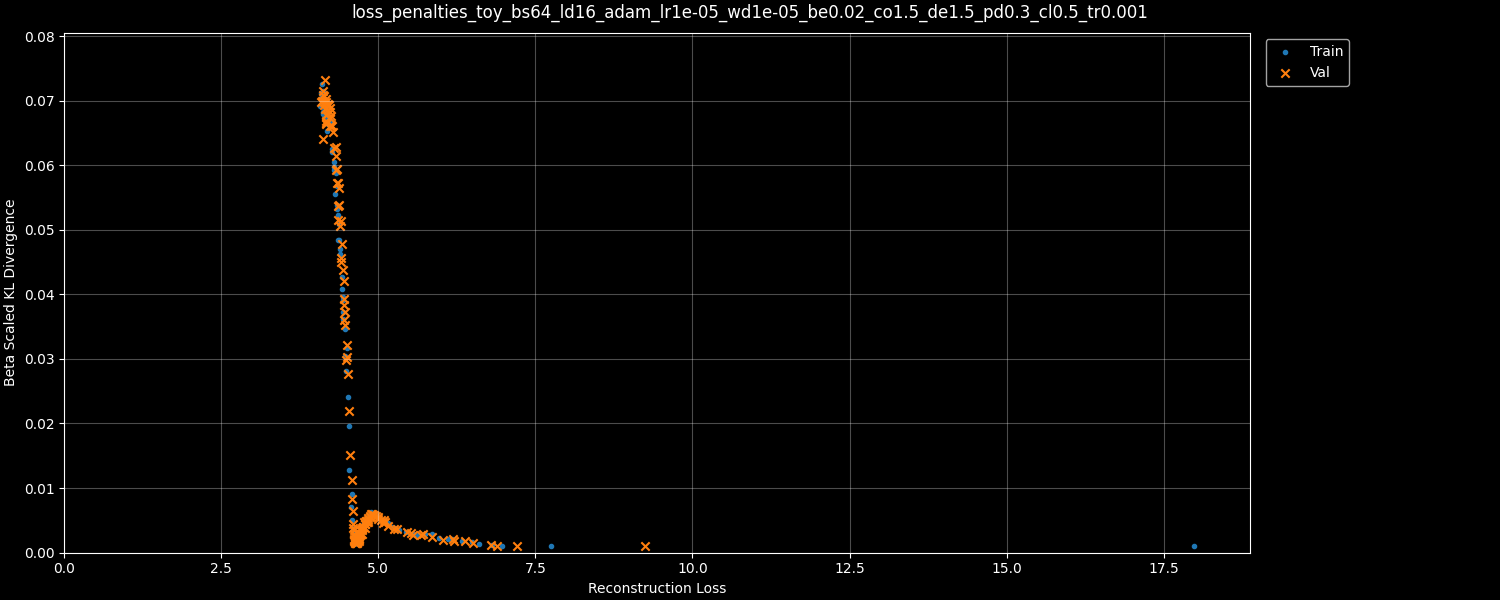 loss_penalties_toy_bs64_ld16_adam_lr1e-05_wd1e-05_be0.02_co1.5_de1.5_pd0.3_cl0.5_tr0.001
Train
Val
Beta Scaled KL Divergence
0.08
0.07
0.06
0.05
0.04
0.03
0.02
0.01
0.00
0.0 2.5 5.0 7.5 10.0 12.5 15.0 17.5
Reconstruction Loss